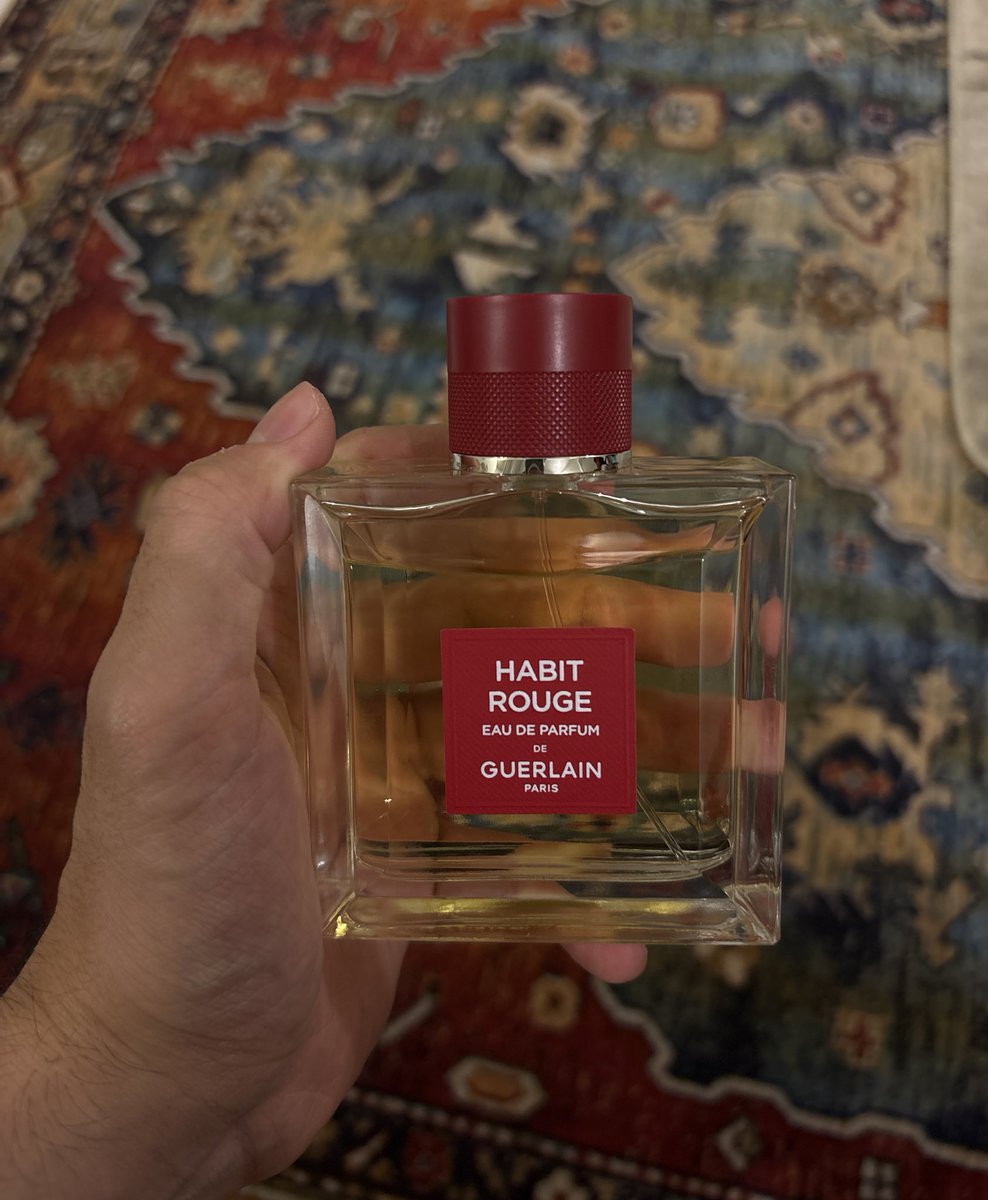 HABIT
ROUGE
EAU DE PARFUM
DE
GUERLAIN
PARIS